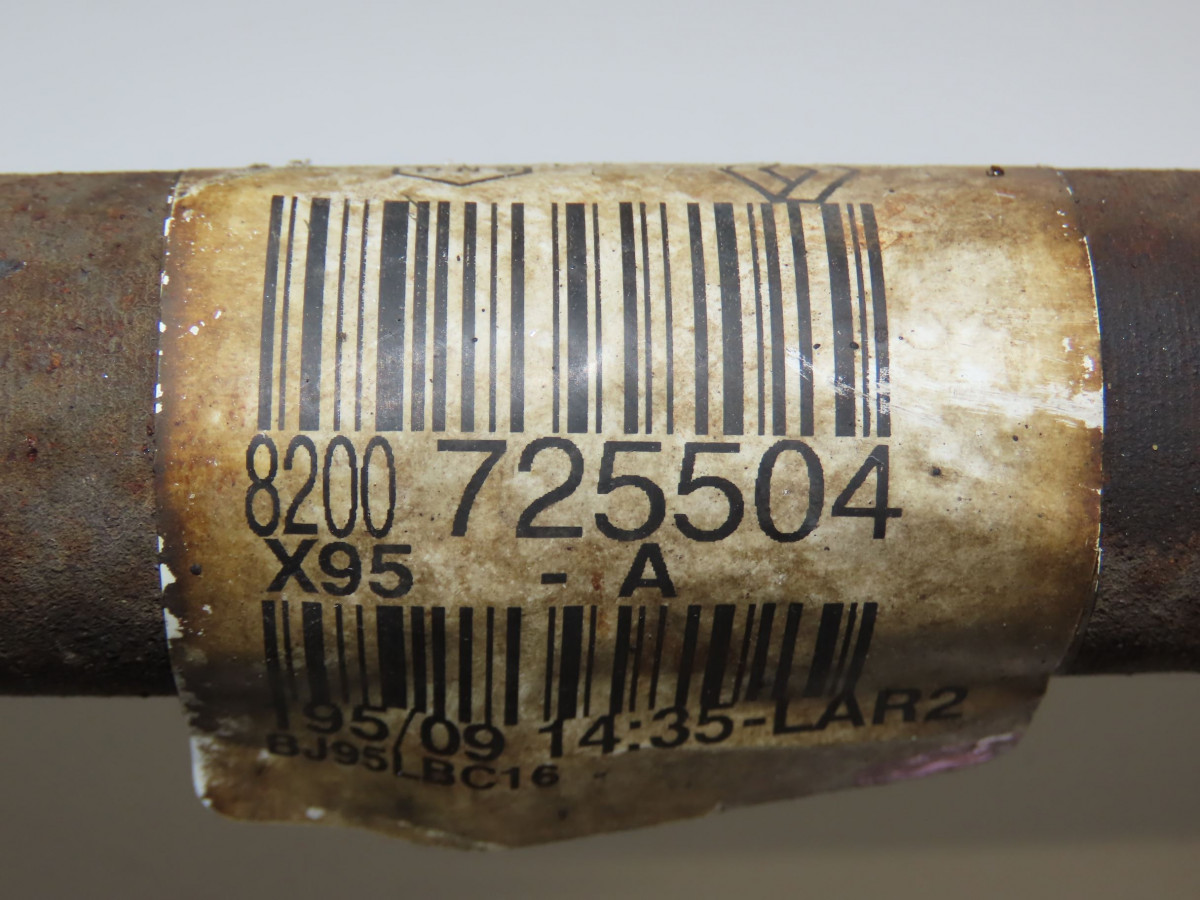 8200 725504
X95 - A
195/09 14:35-LAR2
BJ95LBC16 -